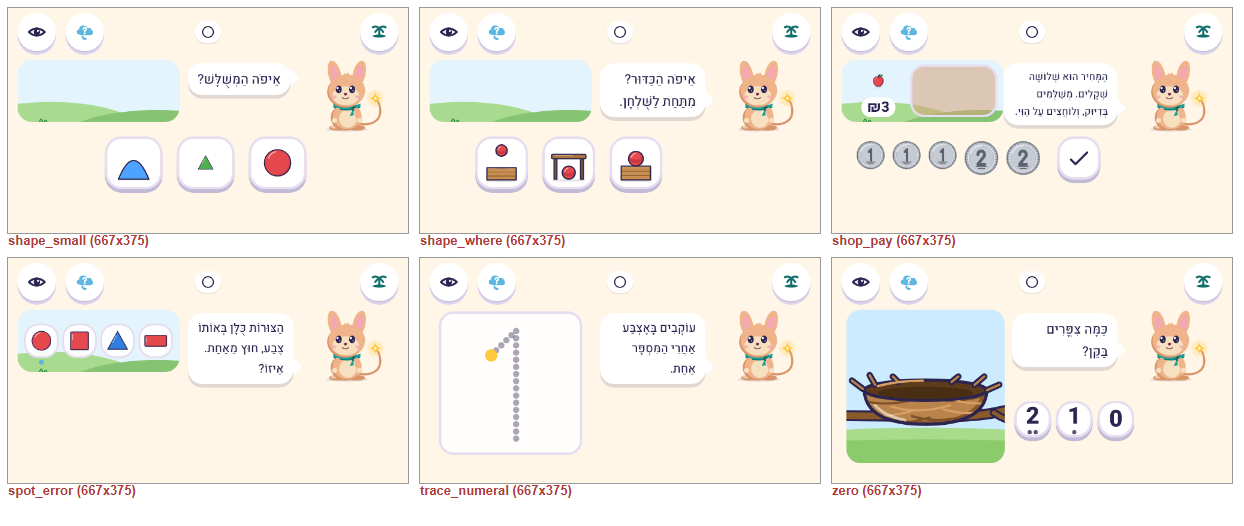 אֵיפֹה הַמְּשֻׁלָּשׁ?
shape_small (667x375)
אֵיפֹה הַכַּדּוּר?
מִתַּחַת לַשֻּׁלְחָן.
shape_where (667x375)
הַמְּחִיר הוּא שְׁלוֹשָׁה
שְׁקָלִים. מְשַׁלְּמִים
בְּדִיּוּק, וְלוֹחֲצִים עַל הַוִּי.
₪3
1 1 1 2 2
shop_pay (667x375)
הַצּוּרוֹת כֻּלָּן בְּאוֹתוֹ
צֶבַע, חוּץ מֵאַחַת.
אֵיזוֹ?
spot_error (667x375)
עוֹקְבִים בָּאֶצְבַּע
אַחֲרֵי הַמִּסְפָּר
אַחַת.
trace_numeral (667x375)
כַּמָּה צִפֳּרִים
בַּקֵּן?
2 1 0
zero (667x375)